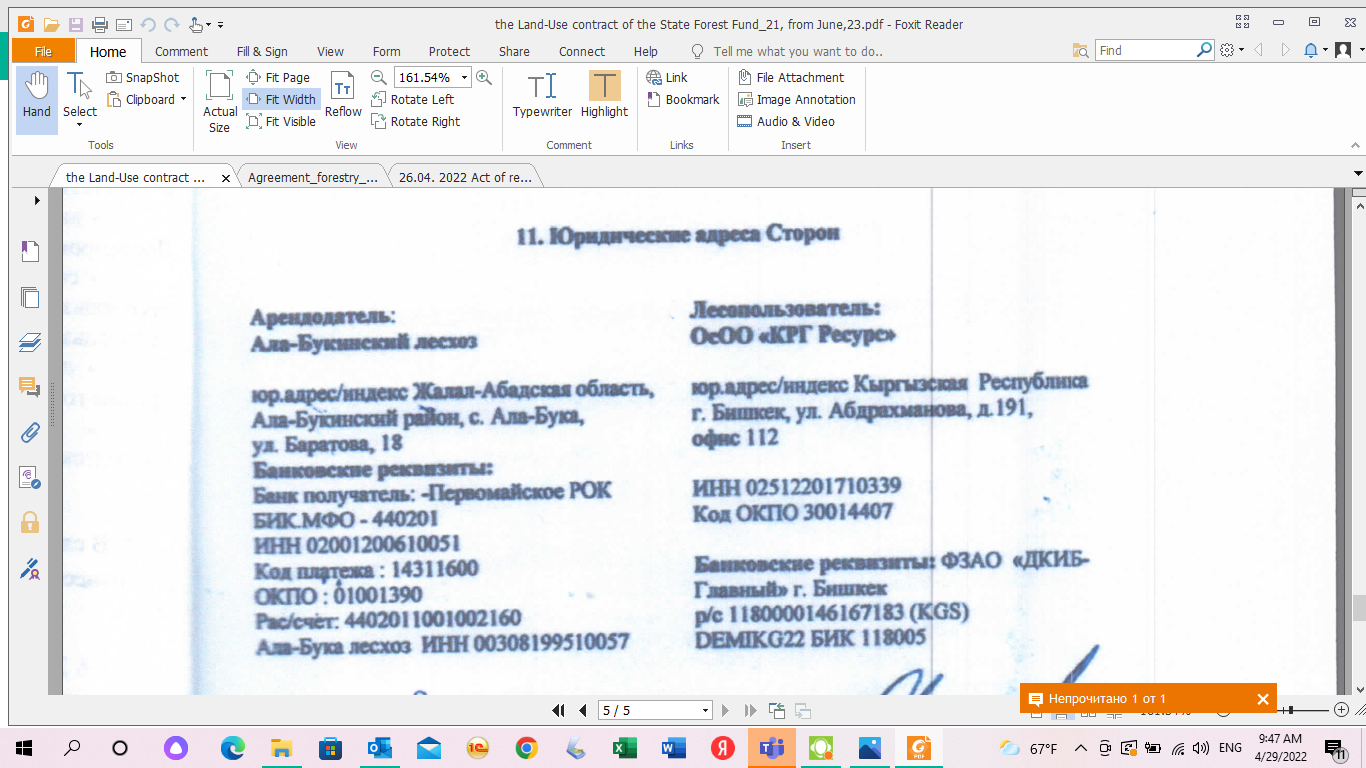 the Land-Use contract of the State Forest Fund_21, from June,23.pdf - Foxit Reader
File Home Comment Fill & Sign View Form Protect Share Connect Help Tell me what you want to do.. Find
Hand
Select
SnapShot
Clipboard
Tools
Actual Size
Fit Page
Fit Width
Fit Visible
Reflow
161.54%
Rotate Left
Rotate Right
View
Typewriter
Highlight
Comment
Link
Bookmark
Links
File Attachment
Image Annotation
Audio & Video
Insert
the Land-Use contract ... Agreement_forestry_... 26.04. 2022 Act of re...
11. Юридические адреса Сторон
Арендодатель:
Ала-Букинский лесхоз
юр.адрес/индекс Жалал-Абадская область,
Ала-Букинский район, с. Ала-Бука,
ул. Баратова, 18
Банковские реквизиты:
Банк получатель: -Первомайское РОК
БИК.МФО - 440201
ИНН 02001200610051
Код платежа : 14311600
ОКПО : 01001390
Рас/счёт: 4402011001002160
Ала-Бука лесхоз ИНН 00308199510057
Лесопользователь:
ОсОО «КРГ Ресурс»
юр.адрес/индекс Кыргызская Республика
г. Бишкек, ул. Абдрахманова, д.191,
офис 112
ИНН 02512201710339
Код ОКПО 30014407
Банковские реквизиты: ФЗАО «ДКИБ-
Главный» г. Бишкек
р/с 1180000146167183 (KGS)
DEMIKG22 БИК 118005
Непрочитано 1 от 1
5 / 5
67°F ENG 9:47 AM
4/29/2022
11